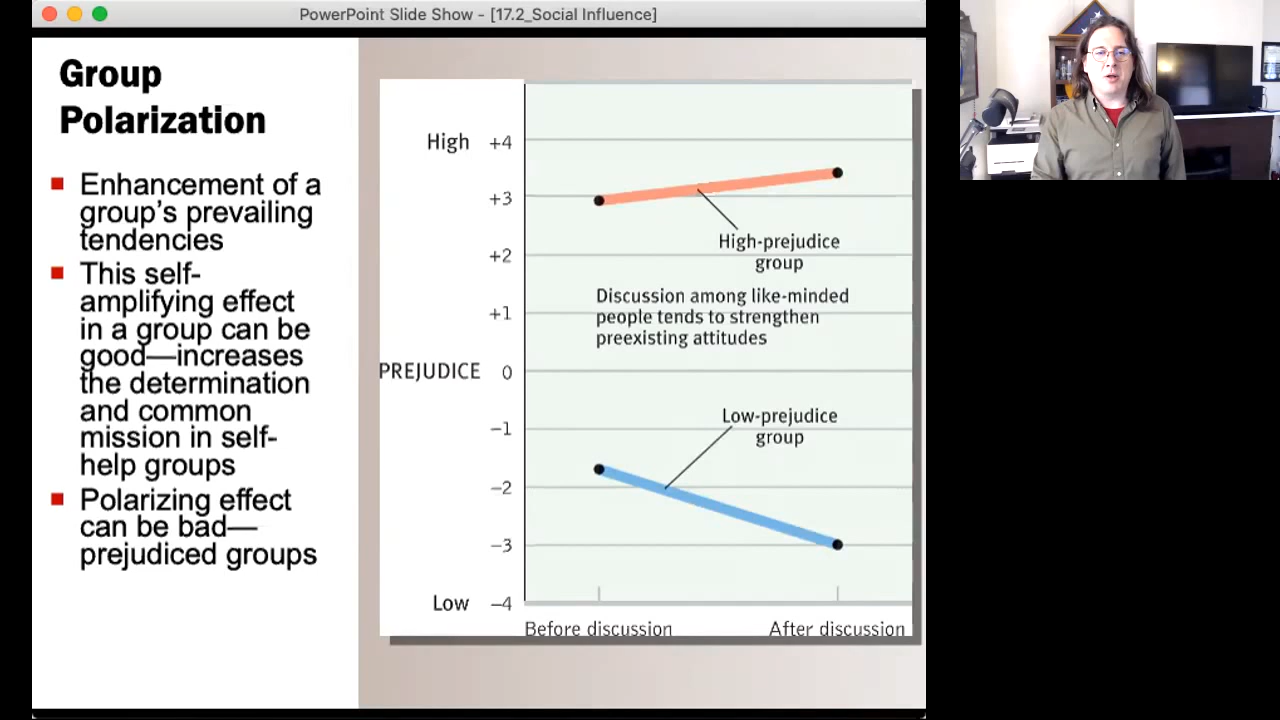 PowerPoint Slide Show - [17.2_Social Influence]
Group
Polarization
Enhancement of a
group's prevailing
tendencies
This self-
amplifying effect
in a group can be
good—increases
the determination
and common
mission in self-
help groups
Polarizing effect
can be bad—
prejudiced groups
High +4
+3
High-prejudice
group
+2
Discussion among like-minded
people tends to strengthen
preexisting attitudes
+1
PREJUDICE 0
Low-prejudice
group
−1
−2
−3
Low −4
Before discussion After discussion